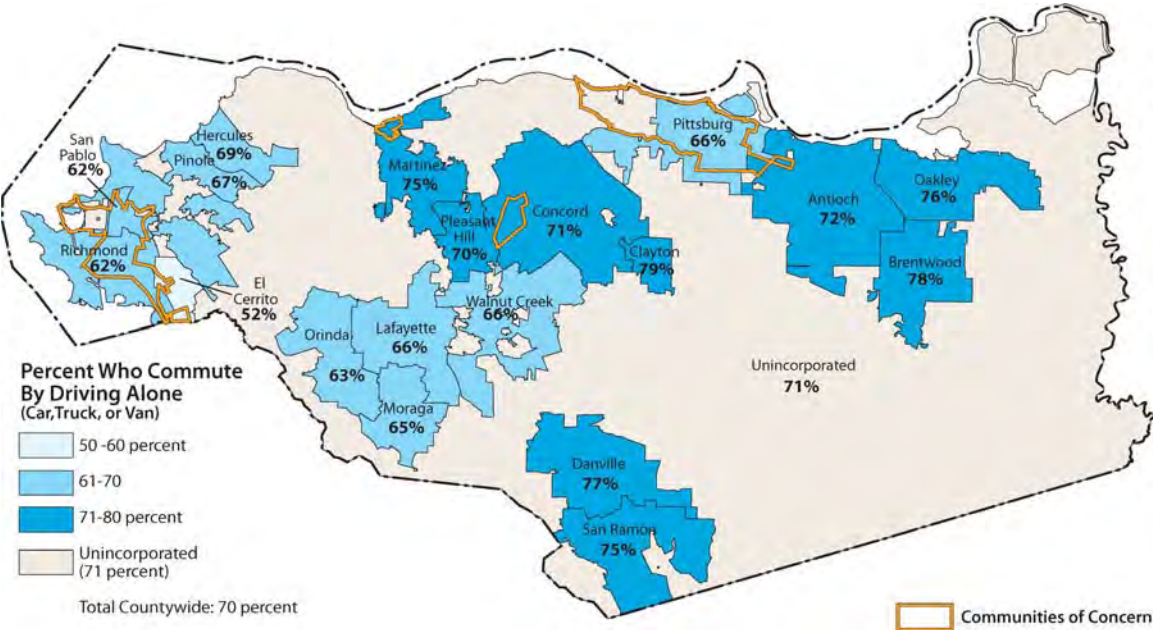 San
Pablo
62%
Hercules
69%
Pinole
67%
Richmond
62%
El
Cerrito
52%
Martinez
75%
Pleasant
Hill
70%
Concord
71%
Clayton
79%
Pittsburg
66%
Antioch
72%
Oakley
76%
Brentwood
78%
Walnut Creek
66%
Orinda
63%
Lafayette
66%
Moraga
65%
Unincorporated
71%
Danville
77%
San Ramon
75%
Percent Who Commute
By Driving Alone
(Car,Truck, or Van)
50 -60 percent
61-70
71-80 percent
Unincorporated
(71 percent)
Total Countywide: 70 percent
Communities of Concern